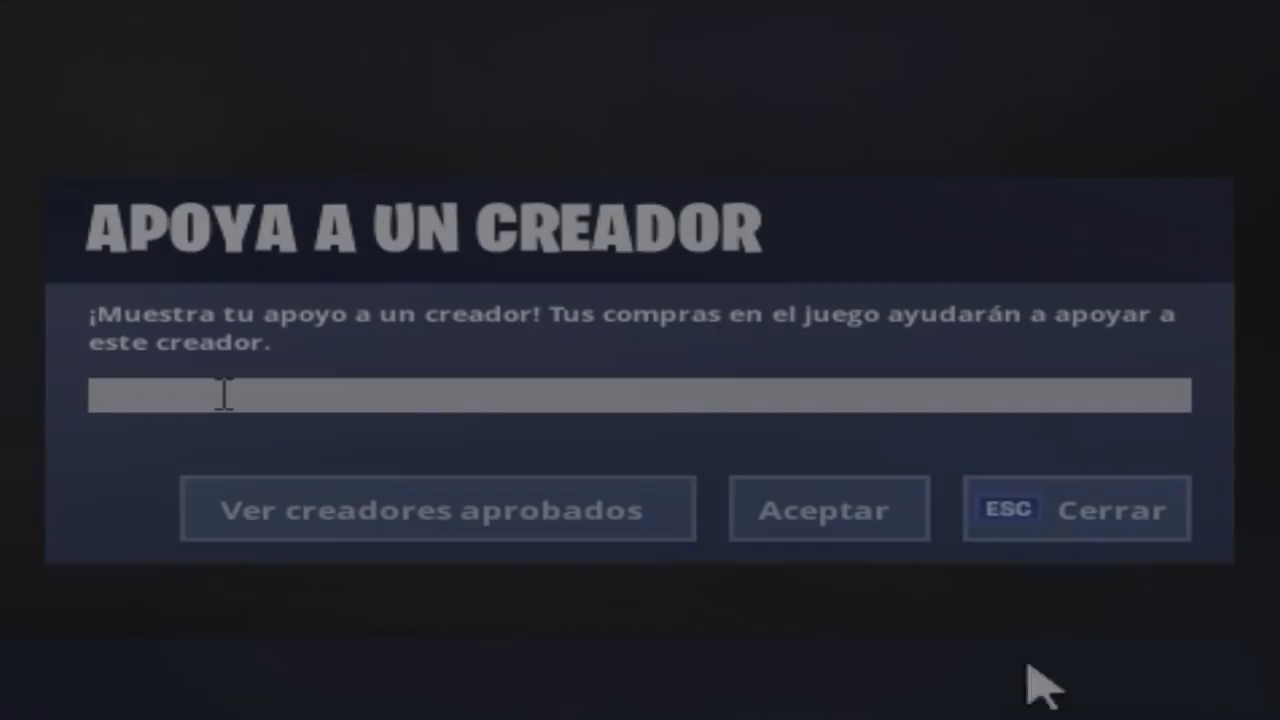 APOYA A UN CREADOR
¡Muestra tu apoyo a un creador! Tus compras en el juego ayudarán a apoyar a
este creador.
Ver creadores aprobados
Aceptar
ESC Cerrar